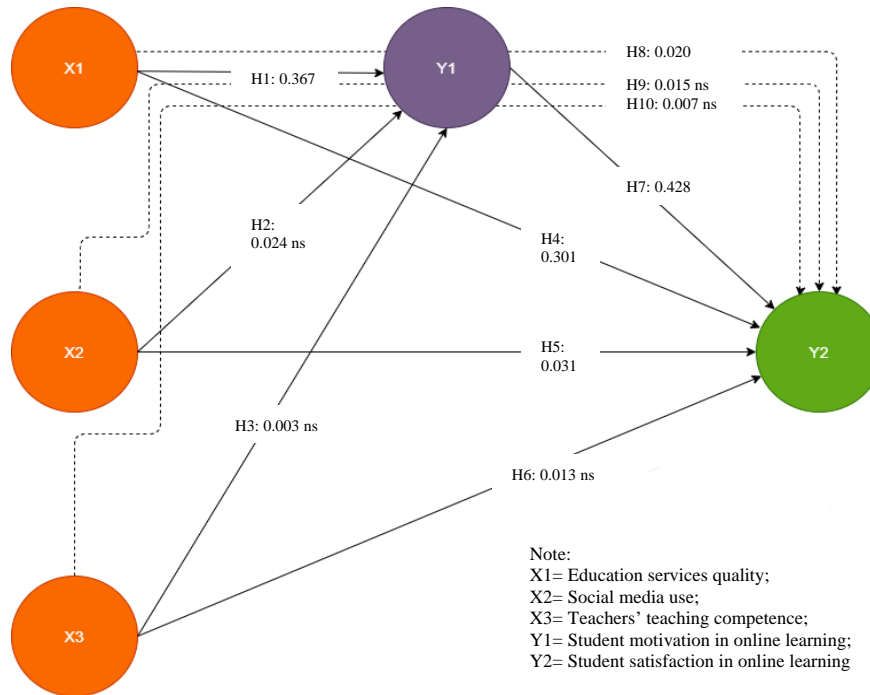 X1
Y1
H8: 0.020
H1: 0.367
H9: 0.015 ns
H10: 0.007 ns
H7: 0.428
H2:
0.024 ns
H4:
0.301
X2
H5:
0.031
Y2
H3: 0.003 ns
H6: 0.013 ns
X3
Note:
X1= Education services quality;
X2= Social media use;
X3= Teachers’ teaching competence;
Y1= Student motivation in online learning;
Y2= Student satisfaction in online learning